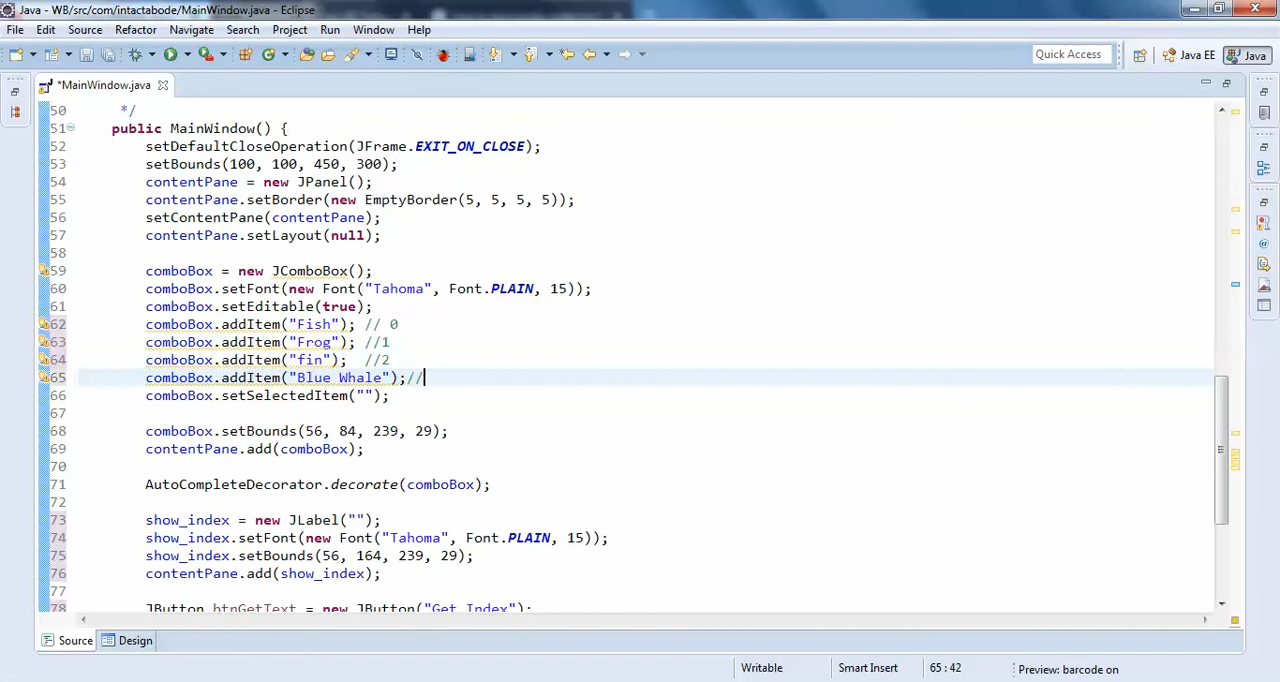 Java - WB/src/com/intactabode/MainWindow.java - Eclipse
File Edit Source Refactor Navigate Search Project Run Window Help
Quick Access Java EE Java
*MainWindow.java
50 */
51 public MainWindow() {
52 setDefaultCloseOperation(JFrame.EXIT_ON_CLOSE);
53 setBounds(100, 100, 450, 300);
54 contentPane = new JPanel();
55 contentPane.setBorder(new EmptyBorder(5, 5, 5, 5));
56 setContentPane(contentPane);
57 contentPane.setLayout(null);
58
59 comboBox = new JComboBox();
60 comboBox.setFont(new Font("Tahoma", Font.PLAIN, 15));
61 comboBox.setEditable(true);
62 comboBox.addItem("Fish"); // 0
63 comboBox.addItem("Frog"); //1
64 comboBox.addItem("fin"); //2
65 comboBox.addItem("Blue Whale");//
66 comboBox.setSelectedItem("");
67
68 comboBox.setBounds(56, 84, 239, 29);
69 contentPane.add(comboBox);
70
71 AutoCompleteDecorator.decorate(comboBox);
72
73 show_index = new JLabel("");
74 show_index.setFont(new Font("Tahoma", Font.PLAIN, 15));
75 show_index.setBounds(56, 164, 239, 29);
76 contentPane.add(show_index);
77
78 JButton btnGetText = new JButton("Get Index");
Source Design
Writable Smart Insert 65 : 42 Preview: barcode on